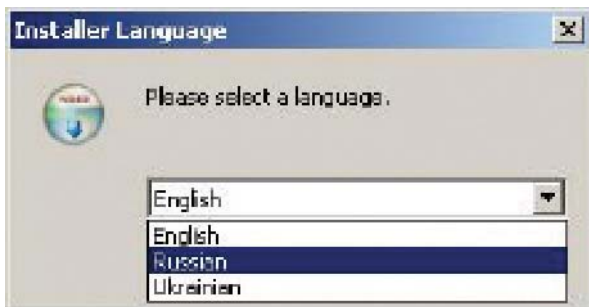 Installer Language
Please select a language.
English
English
Russian
Ukrainian